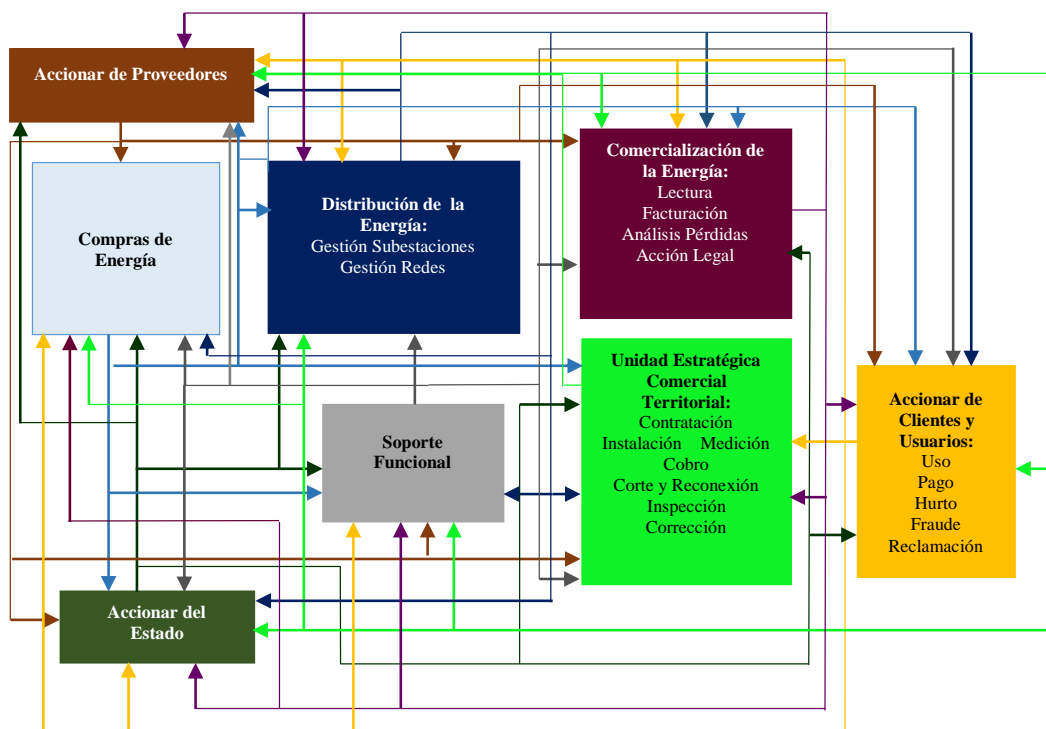 Accionar de Proveedores
Compras de
Energía
Distribución de la
Energía:
Gestión Subestaciones
Gestión Redes
Comercialización de
la Energía:
Lectura
Facturación
Análisis Pérdidas
Acción Legal
Soporte
Funcional
Unidad Estratégica
Comercial
Territorial:
Contratación
Instalación Medición
Cobro
Corte y Reconexión
Inspección
Corrección
Accionar de
Clientes y
Usuarios:
Uso
Pago
Hurto
Fraude
Reclamación
Accionar del
Estado